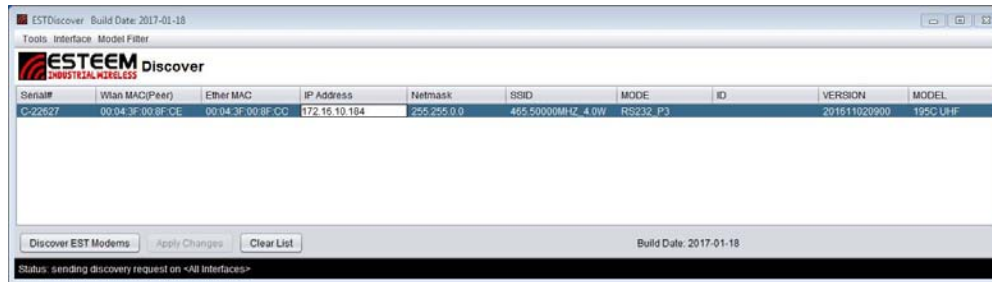 ESTDiscover Build Date: 2017-01-18
Tools Interface Model Filter
ESTEEM Discover
INDUSTRIAL WIRELESS
Serial# Wlan MAC(Peer) Ether MAC IP Address Netmask SSID MODE ID VERSION MODEL
C-22627 00:04:3F:00:8F:CE 00:04:3F:00:8F:CC 172.16.10.184 255.255.0.0 465.50000MHZ_4.0W RS232_P3 201611020900 195C UHF
Discover EST Modems Apply Changes Clear List Build Date: 2017-01-18
Status: sending discovery request on <All Interfaces>